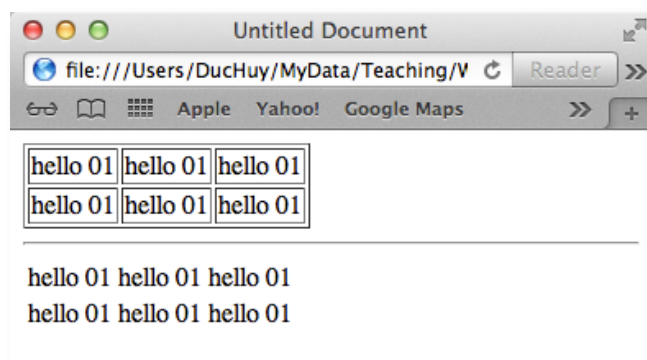 Untitled Document
file:///Users/DucHuy/MyData/Teaching/W Reader
Apple Yahoo! Google Maps
hello 01 hello 01 hello 01
hello 01 hello 01 hello 01
hello 01 hello 01 hello 01
hello 01 hello 01 hello 01